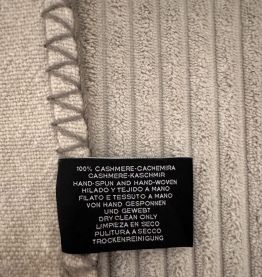 100% CASHMERE-CACHEMIRA
CASHMERE-KASCHMIR
HAND-SPUN AND HAND-WOVEN
HILADO Y TEJIDO A MANO
FILATO E TESSUTO A MANO
VON HAND GESPONNEN
UND GEWEBT
DRY CLEAN ONLY
LIMPIEZA EN SECO
PULITURA A SECCO
TROCKENREINIGUNG